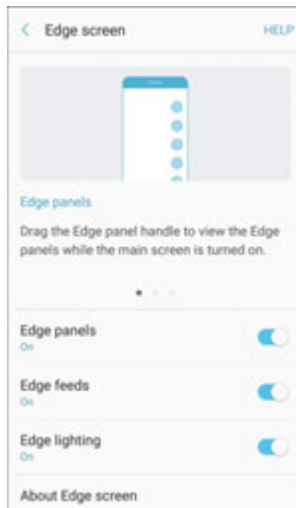 Edge screen HELP
Edge panels
Drag the Edge panel handle to view the Edge
panels while the main screen is turned on.
Edge panels
On
Edge feeds
On
Edge lighting
On
About Edge screen